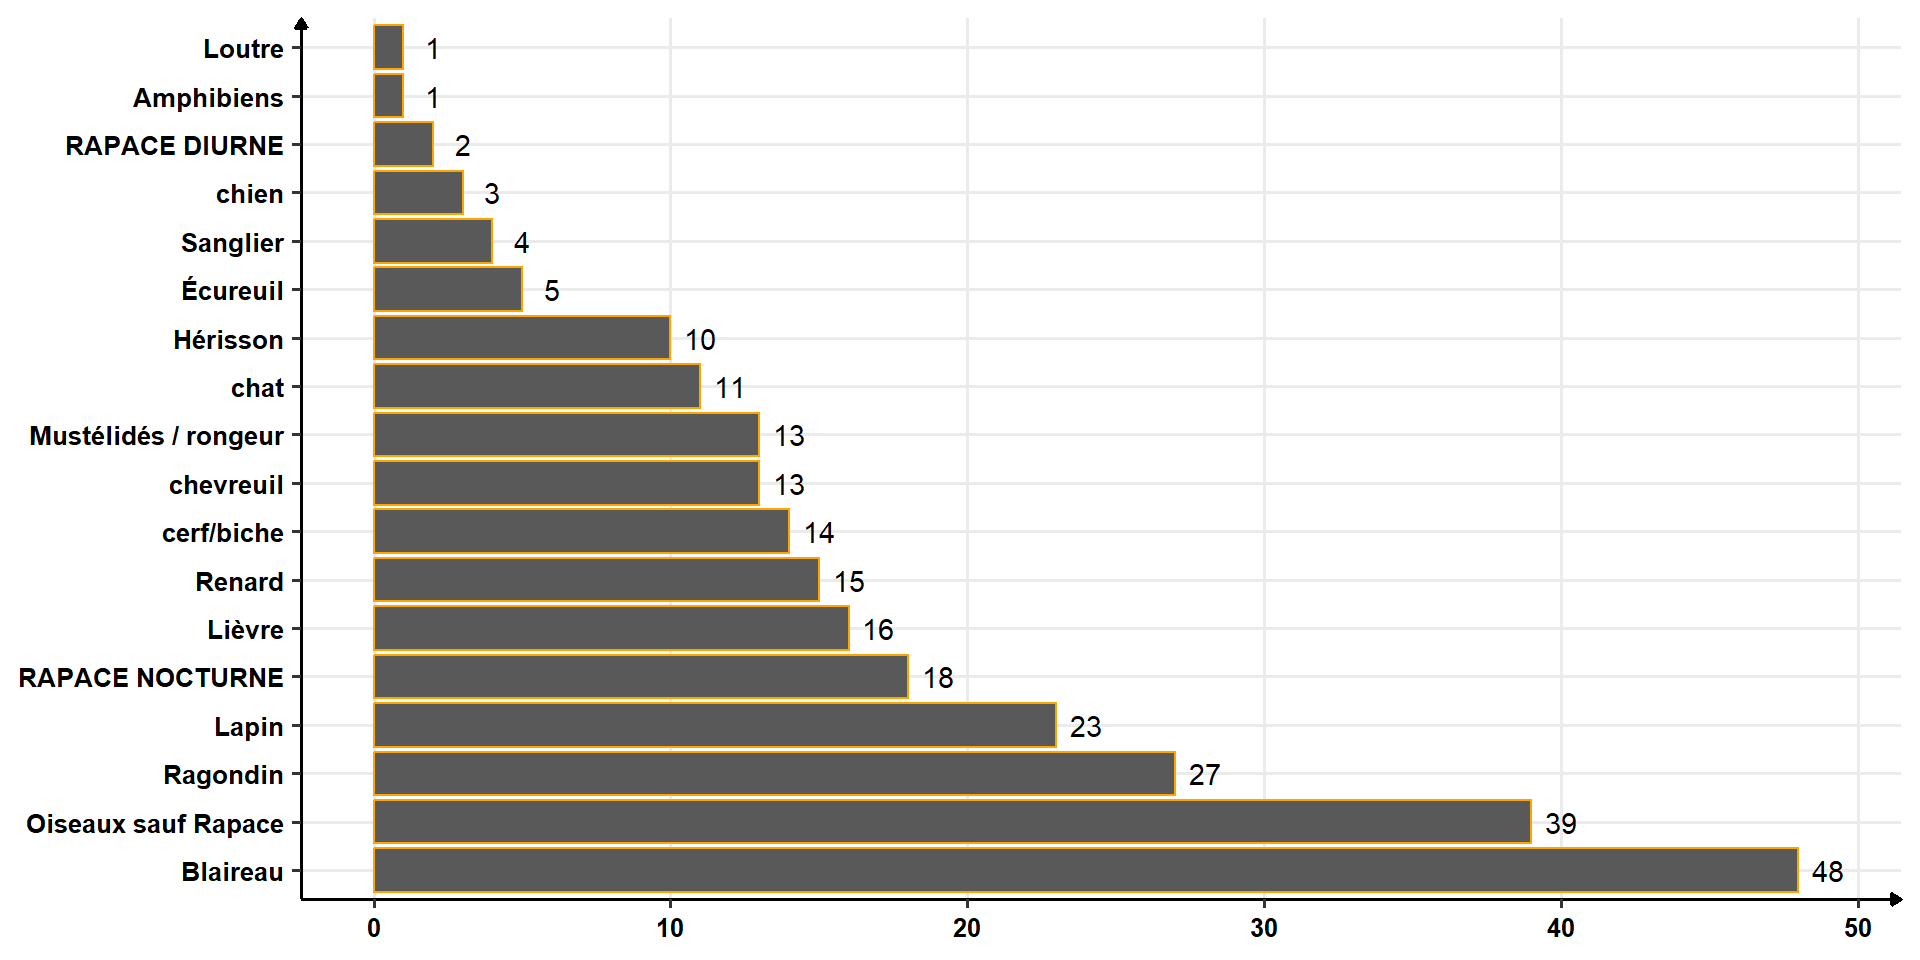 Loutre 1
Amphibiens 1
RAPACE DIURNE 2
chien 3
Sanglier 4
Écureuil 5
Hérisson 10
chat 11
Mustélidés / rongeur 13
chevreuil 13
cerf/biche 14
Renard 15
Lièvre 16
RAPACE NOCTURNE 18
Lapin 23
Ragondin 27
Oiseaux sauf Rapace 39
Blaireau 48
0 10 20 30 40 50